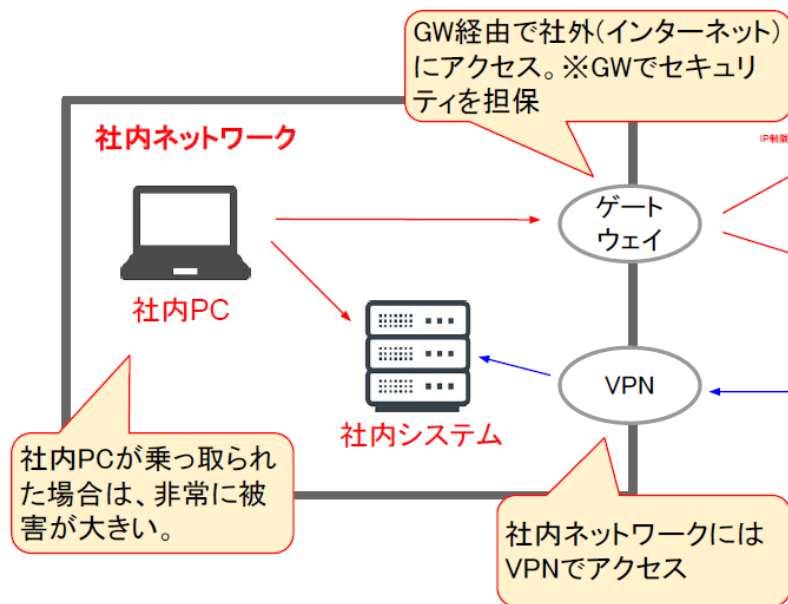 GW経由で社外(インターネット)
にアクセス。※GWでセキュリ
ティを担保
社内ネットワーク
IP制限
ゲート
ウェイ
社内PC
VPN
社内システム
社内PCが乗っ取られ
た場合は、非常に被
害が大きい。
社内ネットワークには
VPNでアクセス